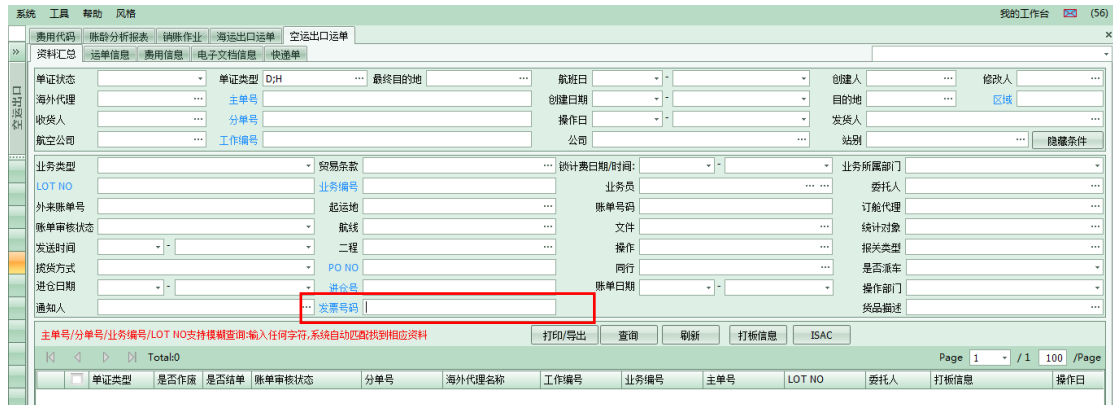 系统 工具 帮助 风格 我的工作台 (56)
费用代码 账龄分析报表 销账作业 海运出口运单 空运出口运单 ×
» 资料汇总 运单信息 费用信息 电子文档信息 快递单
空运出口
单证状态 单证类型 D;H ... 最终目的地 ... 航班日 - 创建人 ... 修改人 ...
海外代理 ... 主单号 创建日期 - 目的地 ... 区域
收货人 ... 分单号 操作日 - 发货人 ...
航空公司 ... 工作编号 公司 ... 站别 ... 隐藏条件
业务类型 贸易条款 ... 锁计费日期/时间: - 业务所属部门
LOT NO 业务编号 业务员 ... ... 委托人 ...
外来账单号 起运地 ... 账单号码 订舱代理 ...
账单审核状态 航线 ... 文件 ... 统计对象 ...
发送时间 - 二程 ... 操作 ... 报关类型 ...
揽货方式 PO NO 同行 ... 是否派车
进仓日期 - 进仓号 账单日期 - 操作部门
通知人 ... 发票号码 货品描述 ...
主单号/分单号/业务编号/LOT NO支持模糊查询:输入任何字符,系统自动匹配找到相应资料 打印/导出 查询 刷新 打板信息 ISAC
Total:0 Page 1 / 1 100 /Page
单证类型 是否作废 是否结单 账单审核状态 分单号 海外代理名称 工作编号 业务编号 主单号 LOT NO 委托人 打板信息 操作日